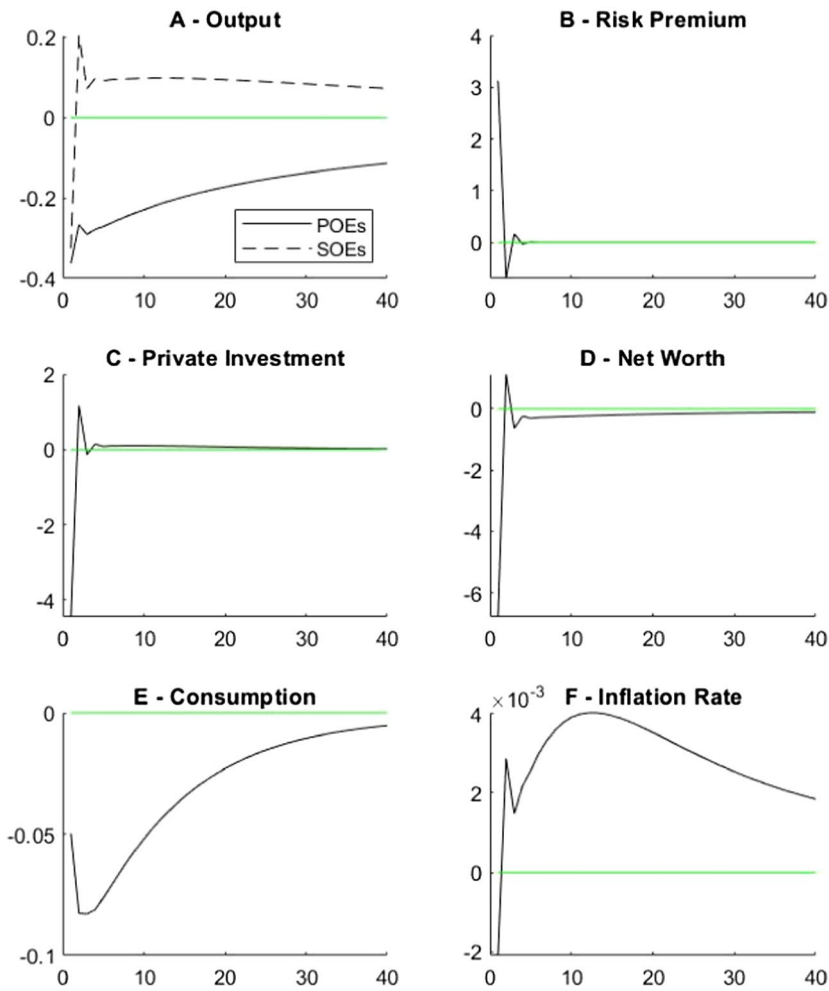 A - Output
0.2
0
-0.2
-0.4
POEs
SOEs
0 10 20 30 40
B - Risk Premium
4
3
2
1
0
0 10 20 30 40
C - Private Investment
2
0
-2
-4
0 10 20 30 40
D - Net Worth
0
-2
-4
-6
0 10 20 30 40
E - Consumption
0
-0.05
-0.1
0 10 20 30 40
×10⁻³ F - Inflation Rate
4
2
0
-2
0 10 20 30 40